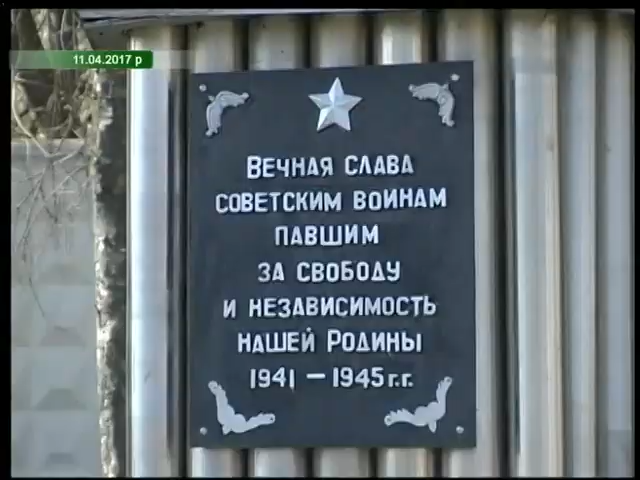 11.04.2017 р
Вечная слава
советским воинам
павшим
за свободу
и независимость
нашей Родины
1941 – 1945 г.г.